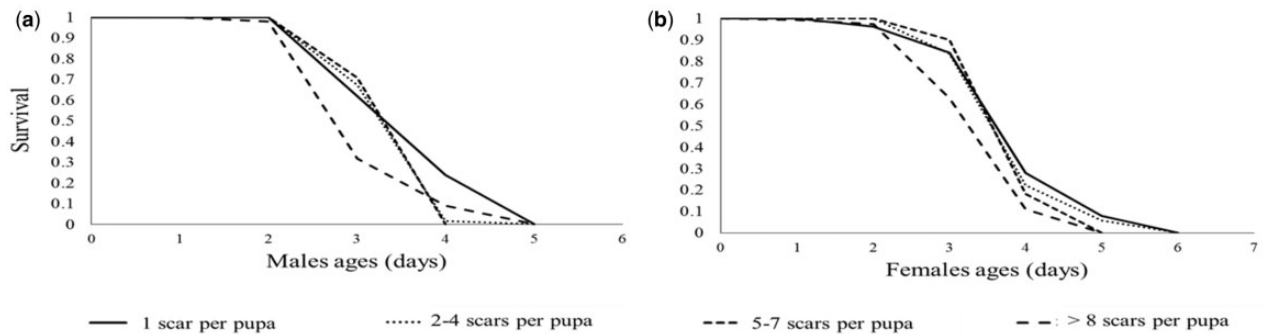 (a)
1
0.9
0.8
0.7
0.6
0.5
0.4
0.3
0.2
0.1
0
Survival
0 1 2 3 4 5 6
Males ages (days)
(b)
1
0.9
0.8
0.7
0.6
0.5
0.4
0.3
0.2
0.1
0
0 1 2 3 4 5 6 7
Females ages (days)
1 scar per pupa 2-4 scars per pupa 5-7 scars per pupa : > 8 scars per pupa